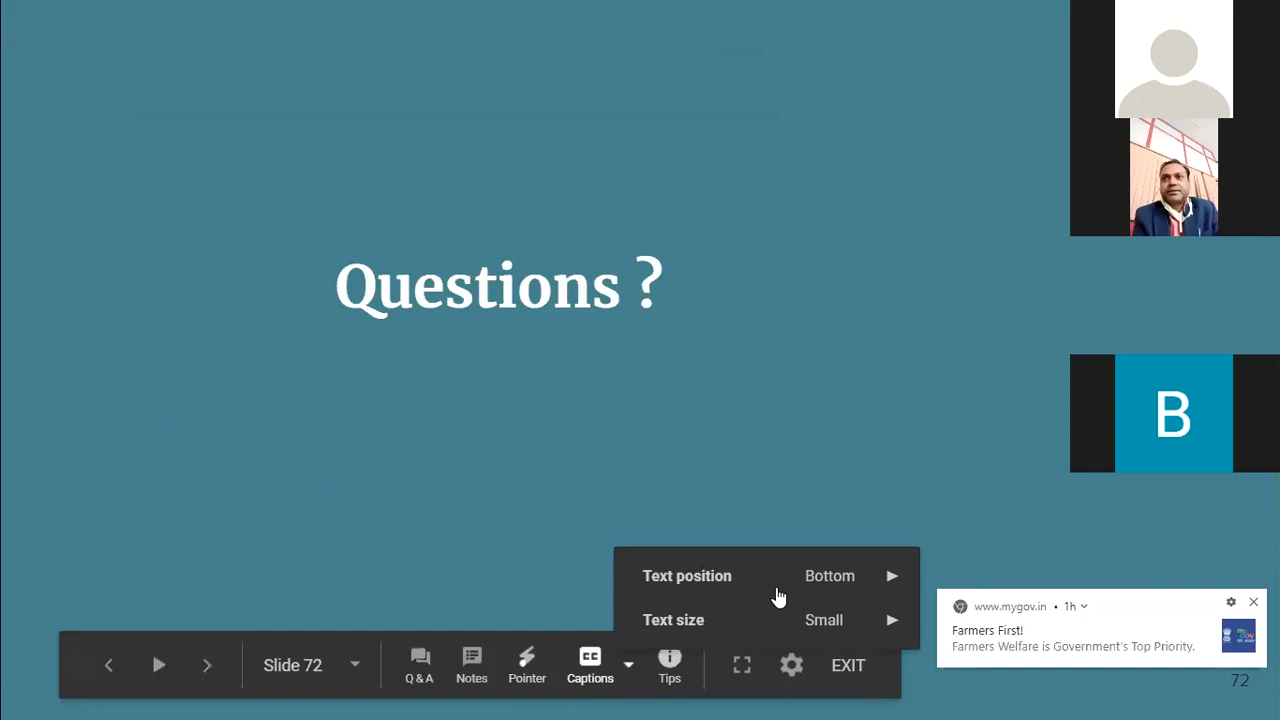 Questions ?
B
Text position Bottom
Text size Small
Slide 72
Q & A
Notes
Pointer
CC
Captions
Tips
EXIT
www.mygov.in • 1h
Farmers First!
Farmers Welfare is Government's Top Priority.
72